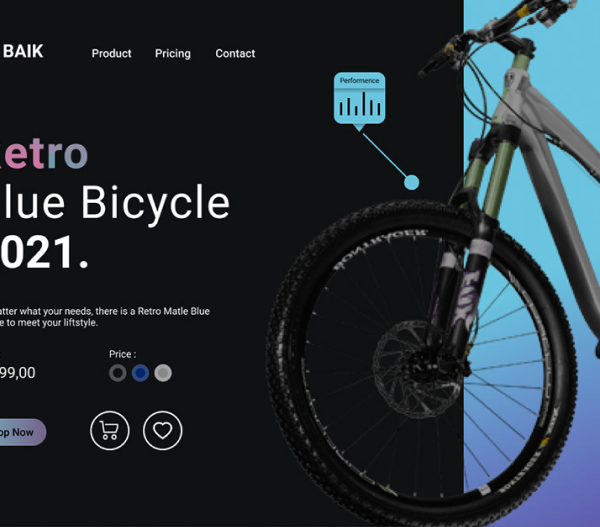 BAIK
Product Pricing Contact
Performence
etro
lue Bicycle
021.
atter what your needs, there is a Retro Matle Blue
e to meet your liftstyle.
Price :
99,00
op Now
BONTRAGER